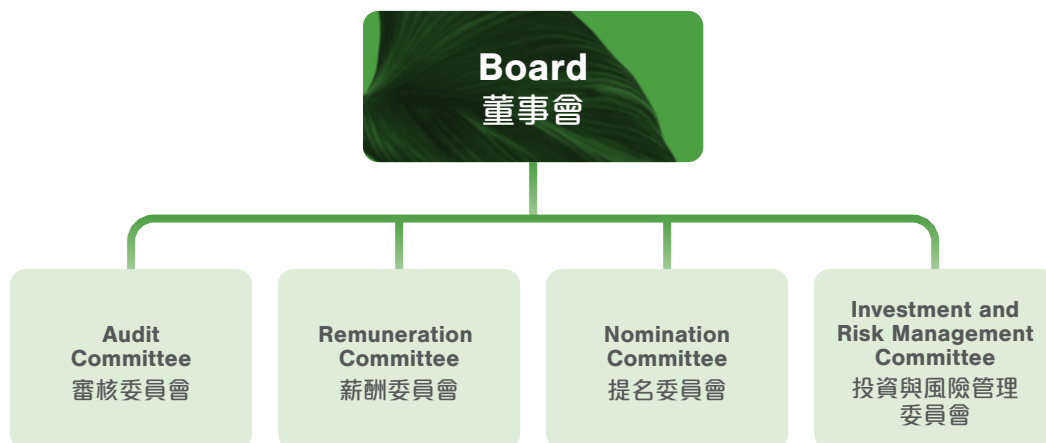 Board
董事會
Audit
Committee
審核委員會
Remuneration
Committee
薪酬委員會
Nomination
Committee
提名委員會
Investment and
Risk Management
Committee
投資與風險管理
委員會